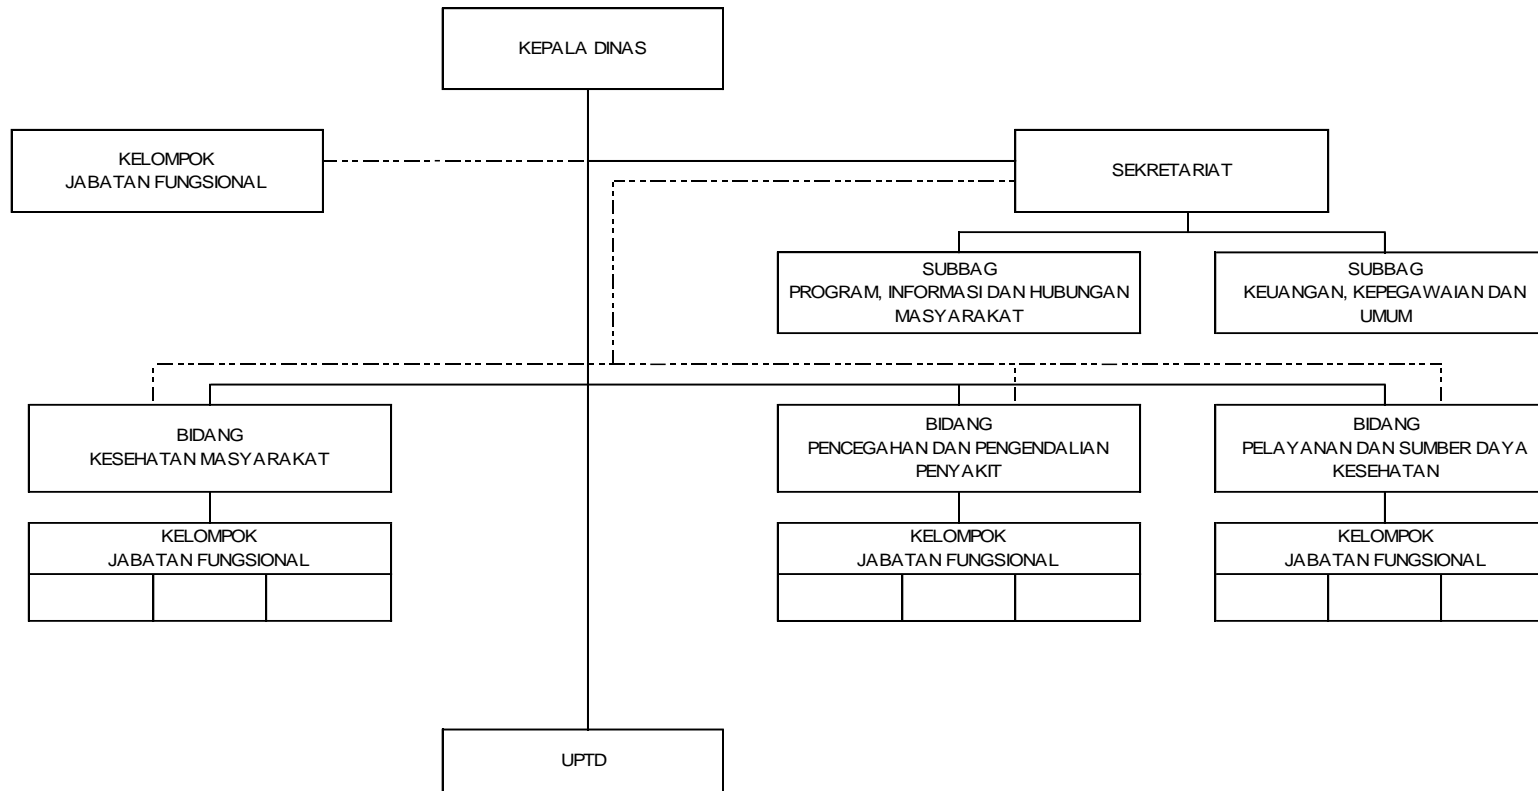 KEPALA DINAS
KELOMPOK
JABATAN FUNGSIONAL
SEKRETARIAT
SUBBAG
PROGRAM, INFORMASI DAN HUBUNGAN
MASYARAKAT
SUBBAG
KEUANGAN, KEPEGAWAIAN DAN
UMUM
BIDANG
KESEHATAN MASYARAKAT
BIDANG
PENCEGAHAN DAN PENGENDALIAN
PENYAKIT
BIDANG
PELAYANAN DAN SUMBER DAYA
KESEHATAN
KELOMPOK
JABATAN FUNGSIONAL
KELOMPOK
JABATAN FUNGSIONAL
KELOMPOK
JABATAN FUNGSIONAL
UPTD